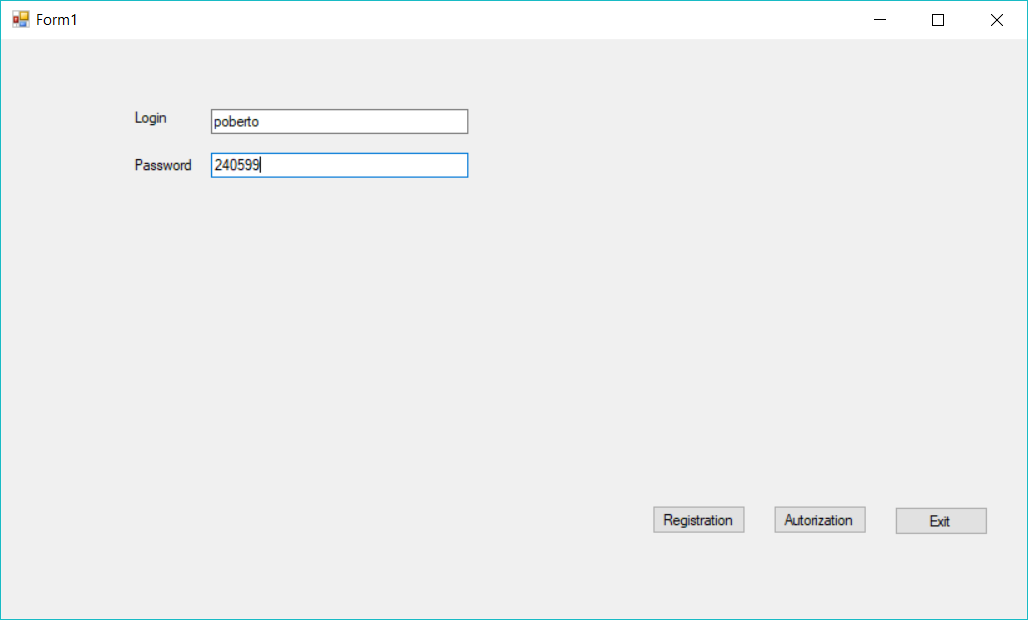 Form1
Login poberto
Password 240599
Registration Autorization Exit